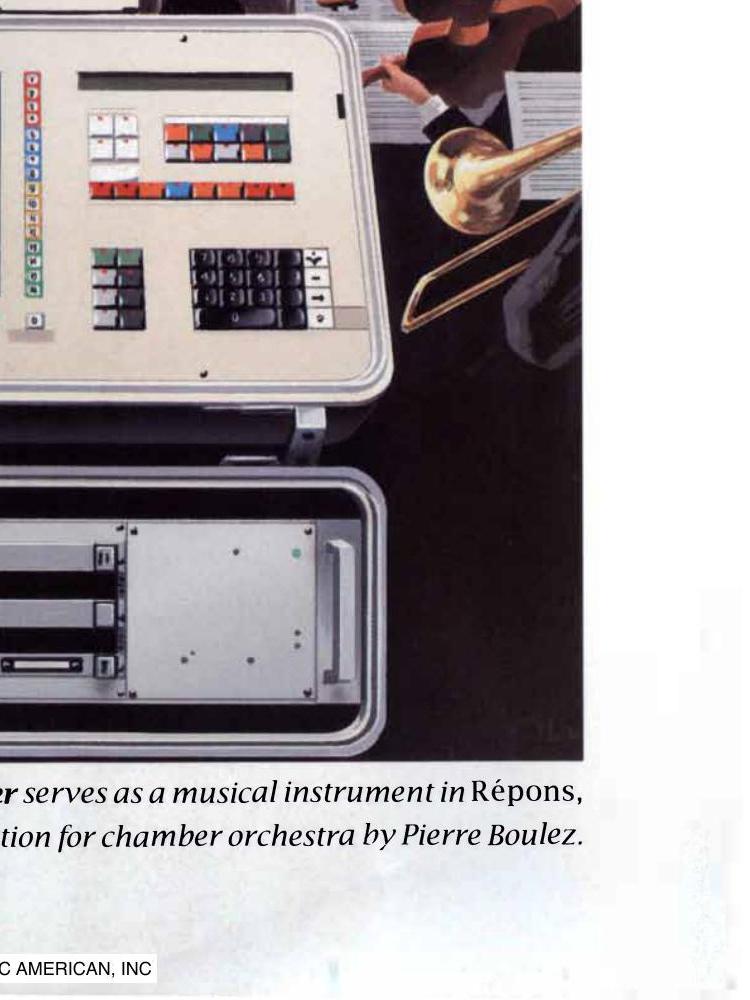 er serves as a musical instrument in Répons,
tion for chamber orchestra by Pierre Boulez.
C AMERICAN, INC